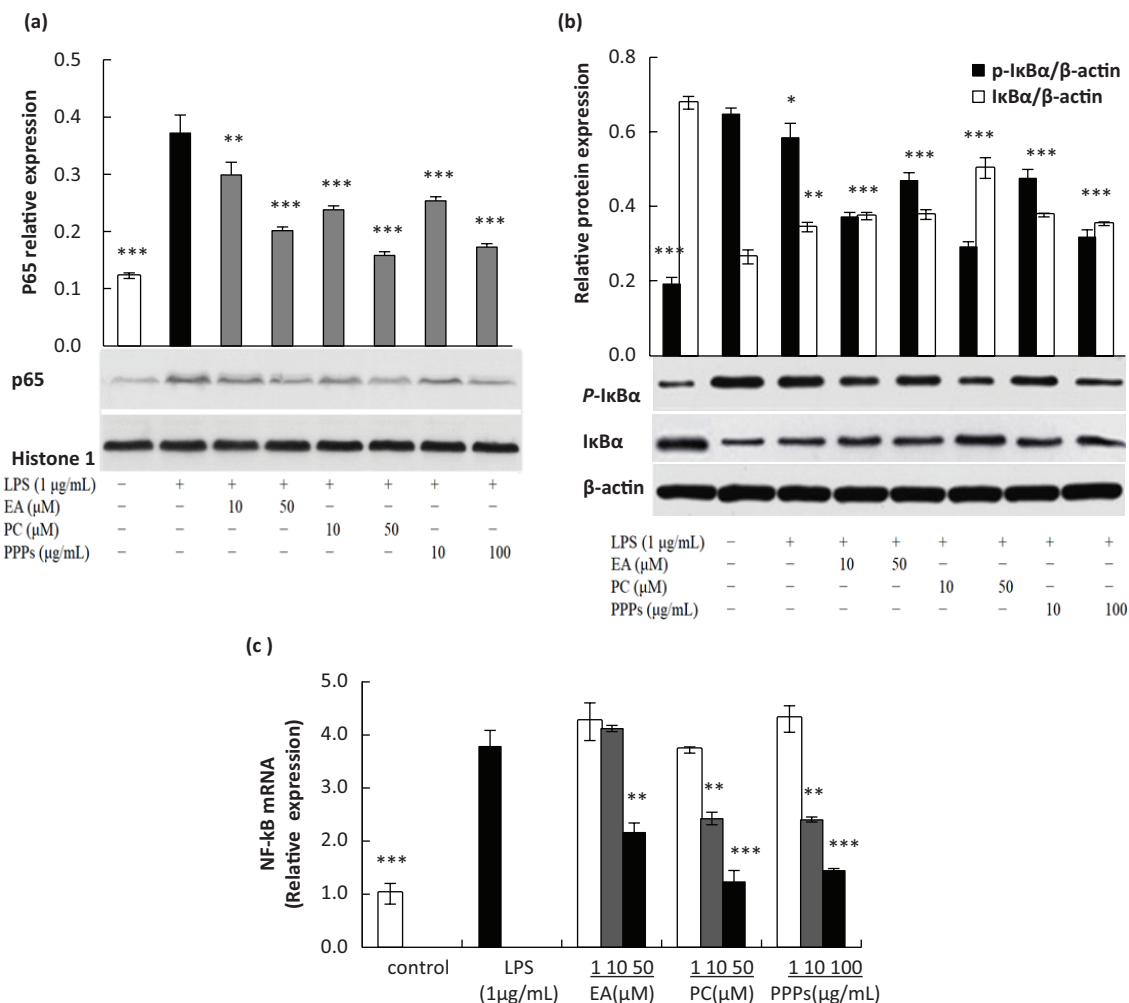 (a)
P65 relative expression
0.5
0.4
0.3
0.2
0.1
0.0
***
**
***
***
***
***
***
p65
Histone 1
LPS (1 μg/mL) − + + + + + + +
EA (μM) − − 10 50 − − − −
PC (μM) − − − − 10 50 − −
PPPs (μg/mL) − − − − − − 10 100
(b)
Relative protein expression
0.8
0.6
0.4
0.2
0.0
p-IκBα/β-actin
IκBα/β-actin
***
*
**
***
***
***
***
***
P-IκBα
IκBα
β-actin
LPS (1 μg/mL) − + + + + + + +
EA (μM) − − 10 50 − − − −
PC (μM) − − − − 10 50 − −
PPPs (μg/mL) − − − − − − 10 100
(c )
NF-kB mRNA
(Relative expression)
5.0
4.0
3.0
2.0
1.0
0.0
***
**
**
***
**
***
control LPS 1 10 50 1 10 50 1 10 100
(1μg/mL) EA(μM) PC(μM) PPPs(μg/mL)